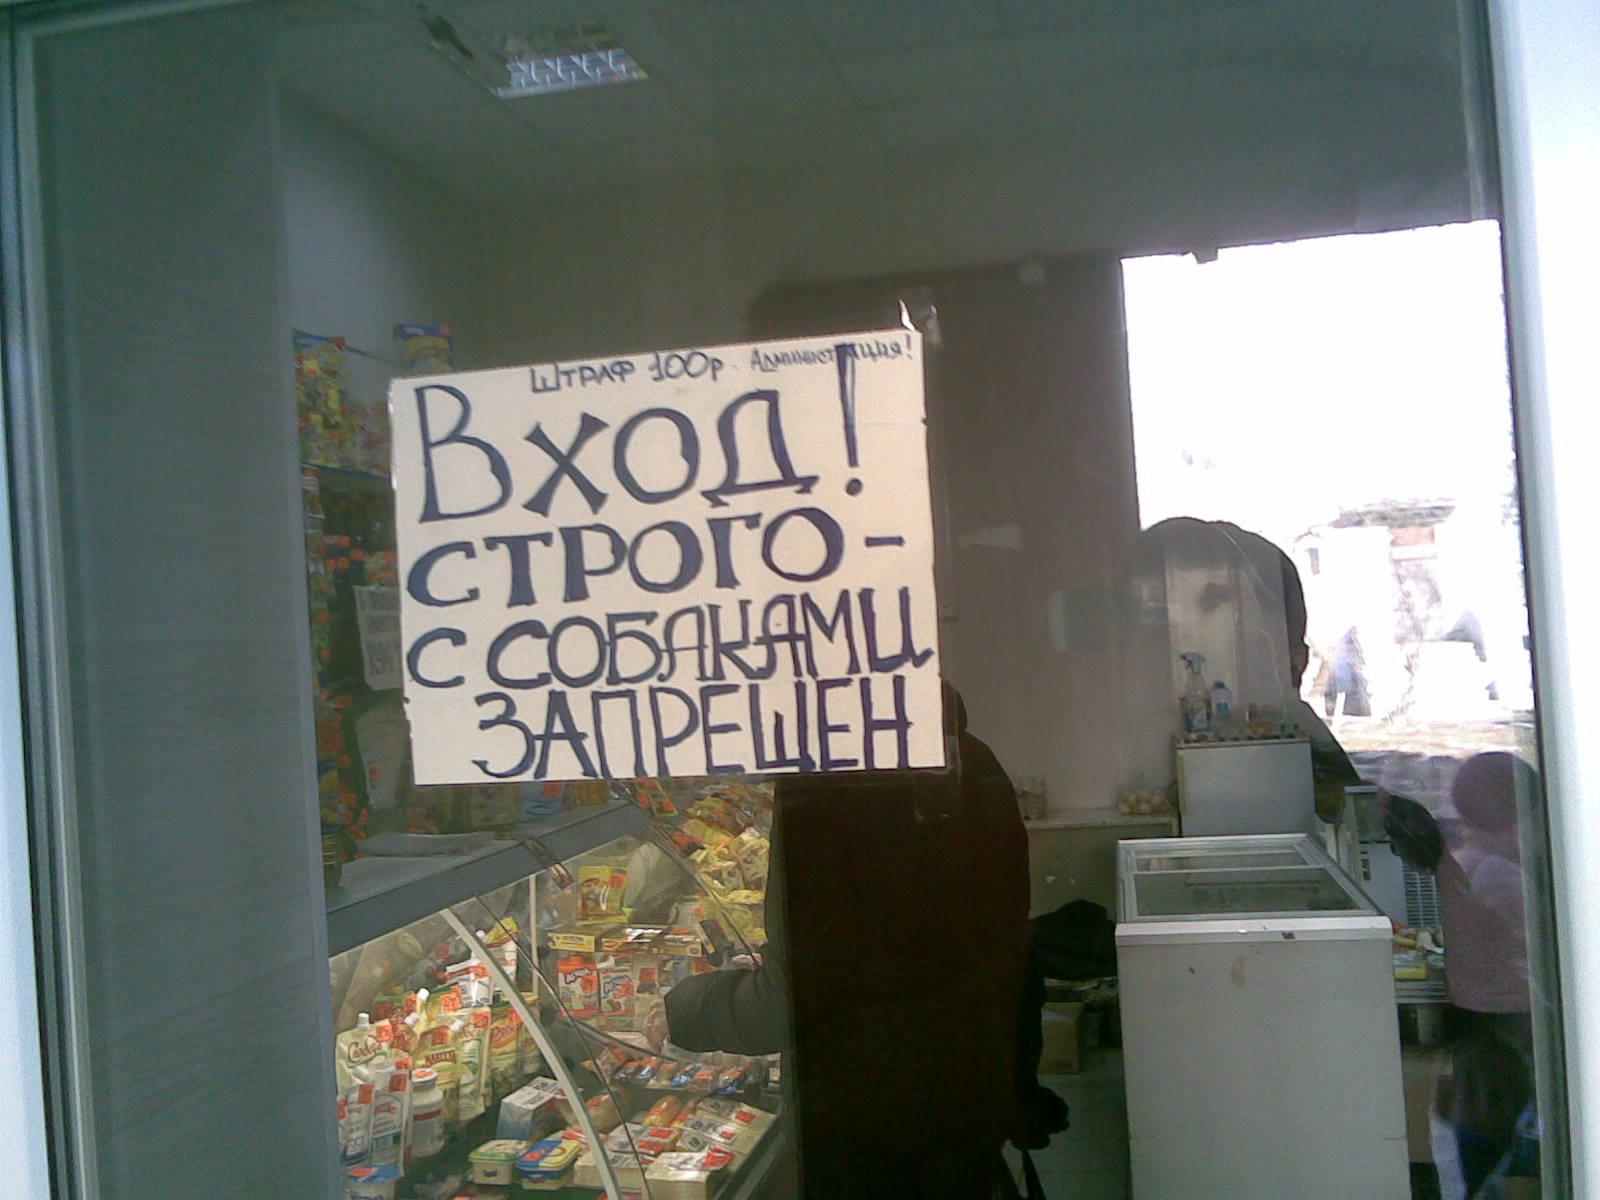 ШТРАФ 100р. Администрация!
Вход!
строго -
с собаками
запрещен